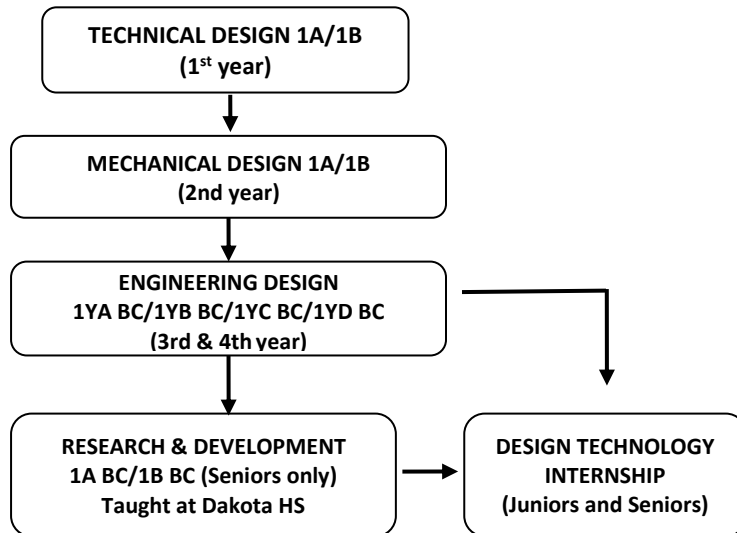 TECHNICAL DESIGN 1A/1B
(1st year)
MECHANICAL DESIGN 1A/1B
(2nd year)
ENGINEERING DESIGN
1YA BC/1YB BC/1YC BC/1YD BC
(3rd & 4th year)
RESEARCH & DEVELOPMENT
1A BC/1B BC (Seniors only)
Taught at Dakota HS
DESIGN TECHNOLOGY
INTERNSHIP
(Juniors and Seniors)